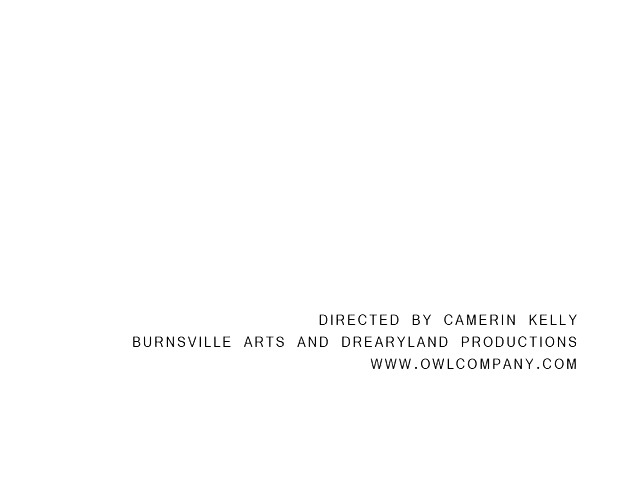 DIRECTED BY CAMERIN KELLY
BURNSVILLE ARTS AND DREARYLAND PRODUCTIONS
WWW.OWLCOMPANY.COM